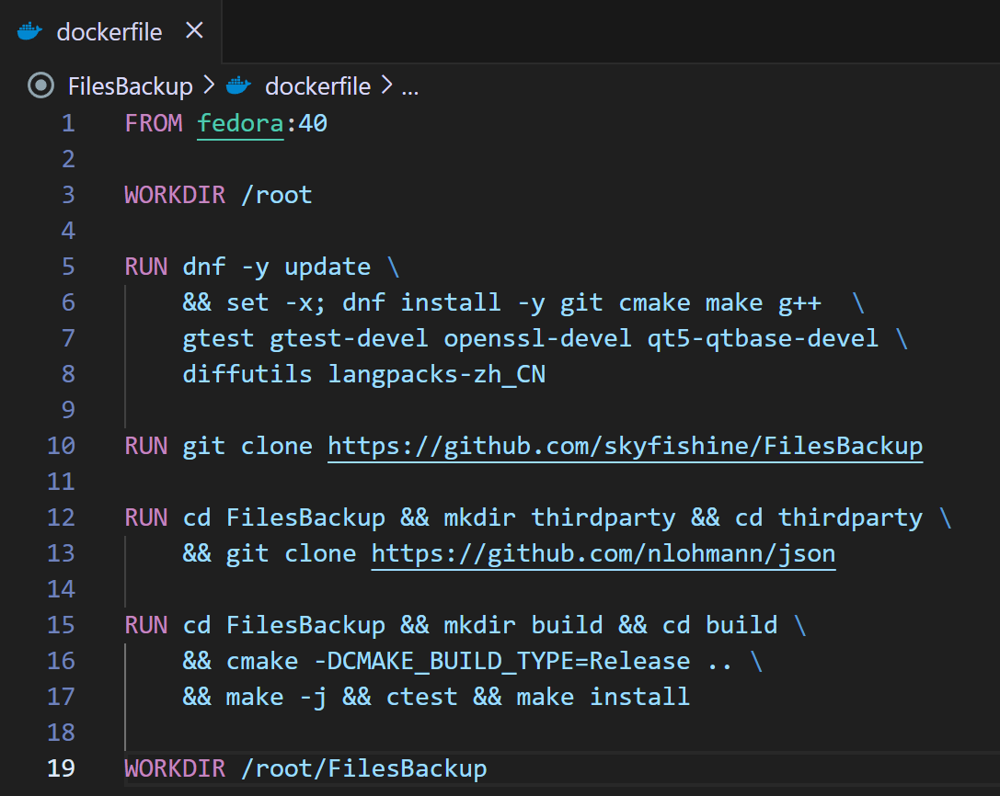 dockerfile
FilesBackup > dockerfile > ...
1 FROM fedora:40
2
3 WORKDIR /root
4
5 RUN dnf -y update \
6     && set -x; dnf install -y git cmake make g++  \
7     gtest gtest-devel openssl-devel qt5-qtbase-devel \
8     diffutils langpacks-zh_CN
9
10 RUN git clone https://github.com/skyfishine/FilesBackup
11
12 RUN cd FilesBackup && mkdir thirdparty && cd thirdparty \
13     && git clone https://github.com/nlohmann/json
14
15 RUN cd FilesBackup && mkdir build && cd build \
16     && cmake -DCMAKE_BUILD_TYPE=Release .. \
17     && make -j && ctest && make install
18
19 WORKDIR /root/FilesBackup